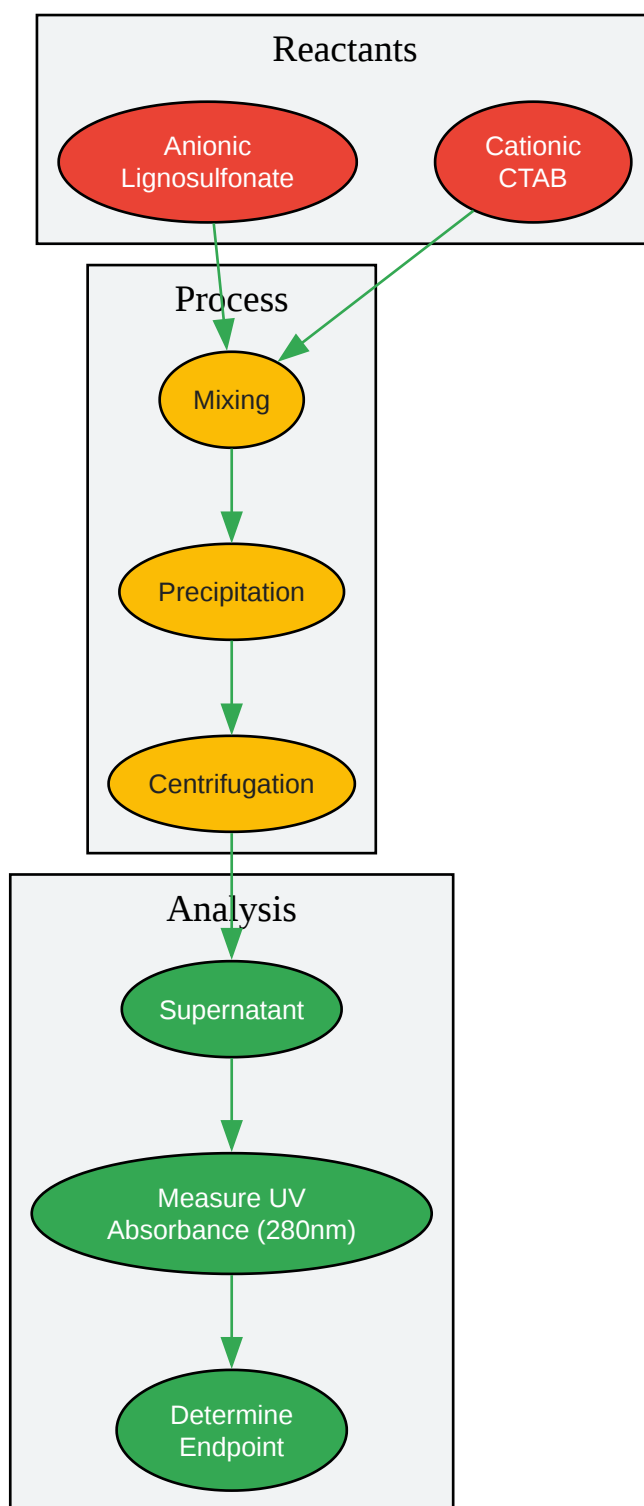 Reactants
Anionic
Lignosulfonate
Cationic
CTAB
Process
Mixing
Precipitation
Centrifugation
Analysis
Supernatant
Measure UV
Absorbance (280nm)
Determine
Endpoint